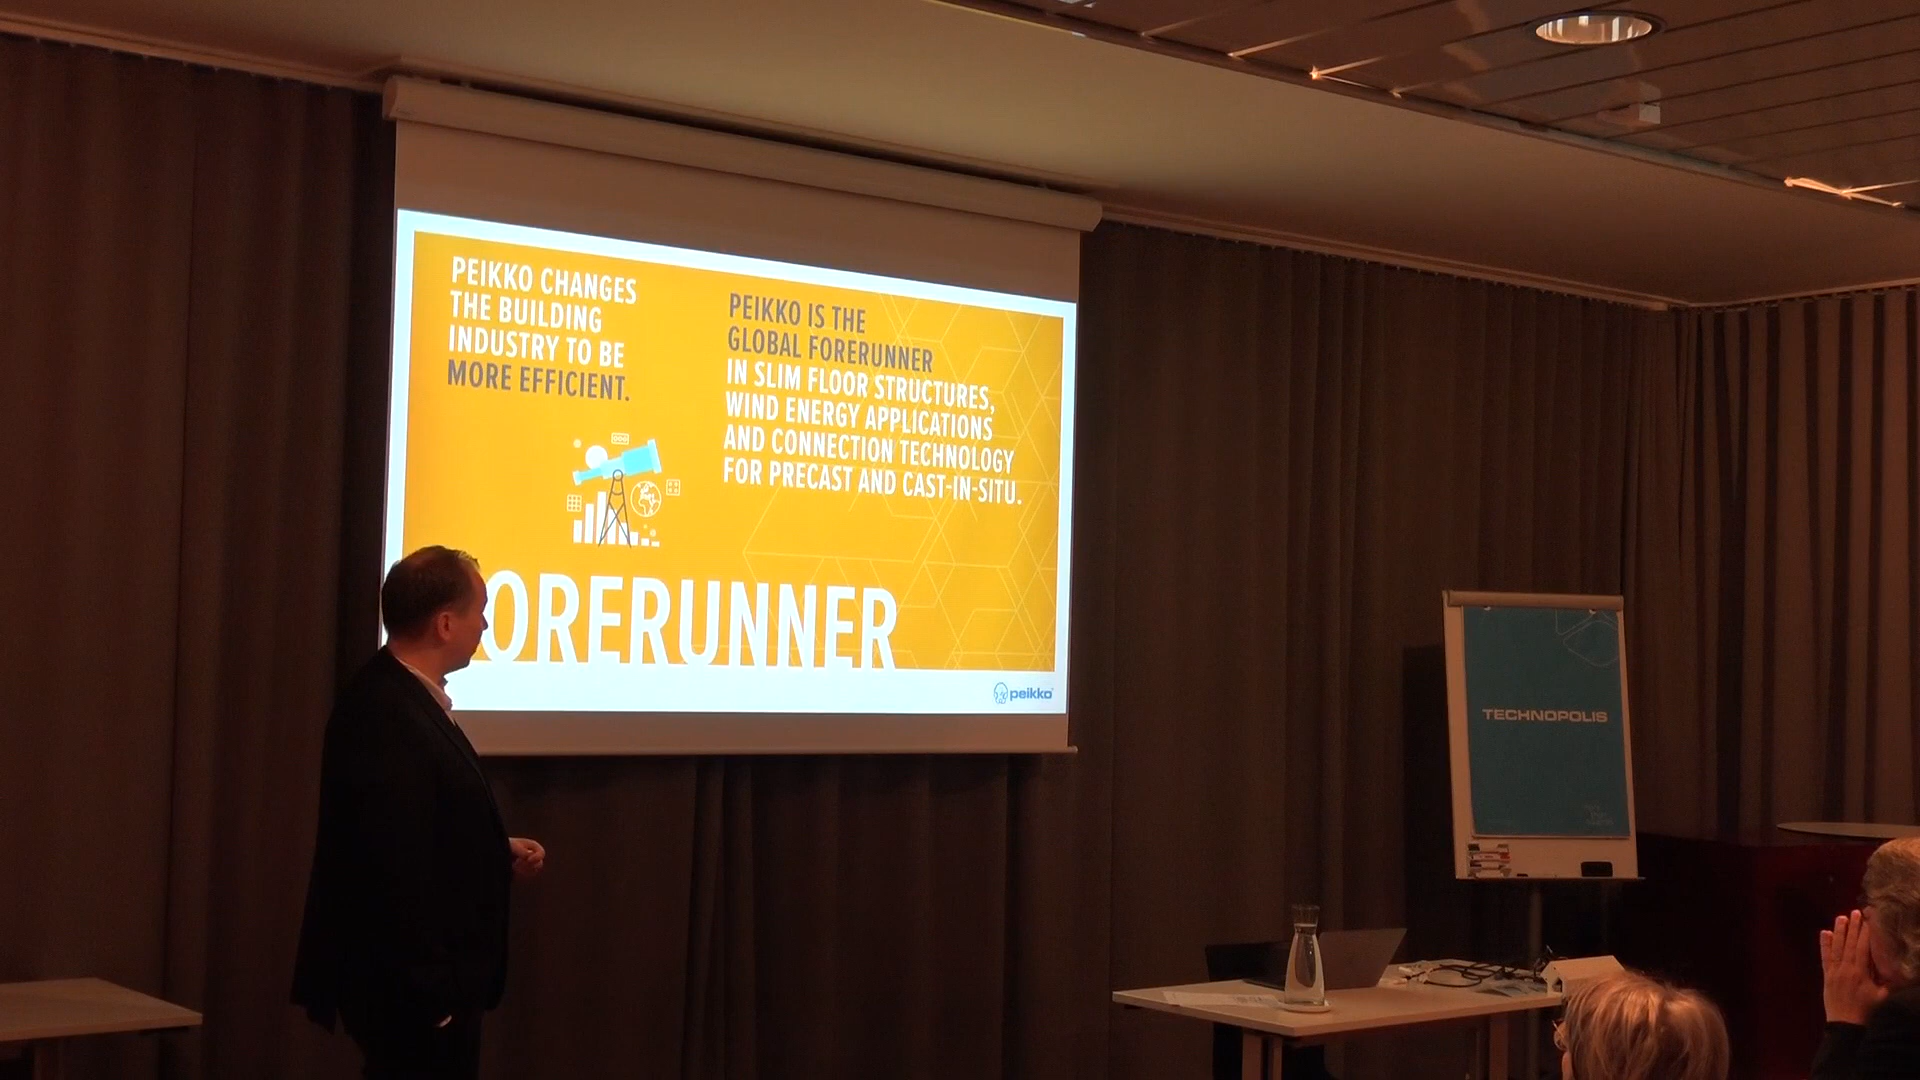 PEIKKO CHANGES
THE BUILDING
INDUSTRY TO BE
MORE EFFICIENT.
PEIKKO IS THE
GLOBAL FORERUNNER
IN SLIM FLOOR STRUCTURES,
WIND ENERGY APPLICATIONS
AND CONNECTION TECHNOLOGY
FOR PRECAST AND CAST-IN-SITU.
ORERUNNER
peikko
TECHNOPOLIS